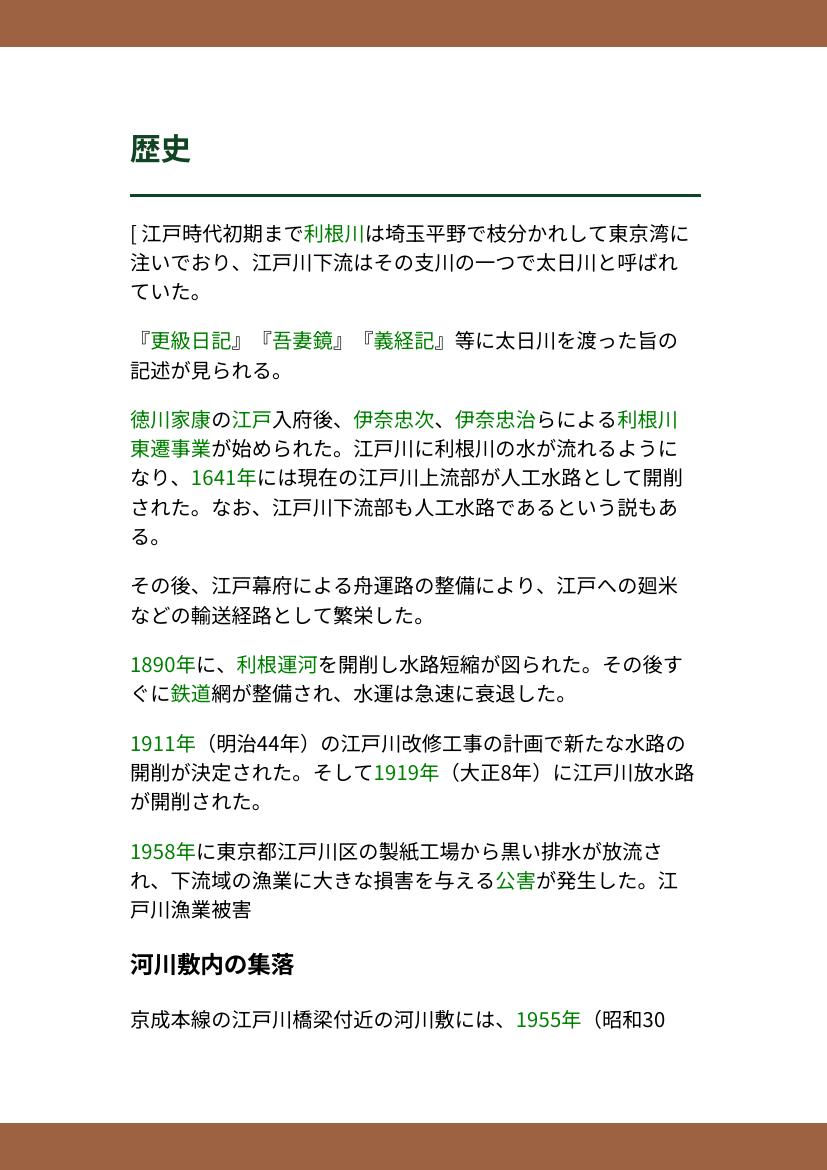 歴史
[ 江戸時代初期まで利根川は埼玉平野で枝分かれして東京湾に
注いでおり、江戸川下流はその支川の一つで太日川と呼ばれ
ていた。
『更級日記』『吾妻鏡』『義経記』等に太日川を渡った旨の
記述が見られる。
徳川家康の江戸入府後、伊奈忠次、伊奈忠治らによる利根川
東遷事業が始められた。江戸川に利根川の水が流れるように
なり、1641年には現在の江戸川上流部が人工水路として開削
された。なお、江戸川下流部も人工水路であるという説もあ
る。
その後、江戸幕府による舟運路の整備により、江戸への廻米
などの輸送経路として繁栄した。
1890年に、利根運河を開削し水路短縮が図られた。その後す
ぐに鉄道網が整備され、水運は急速に衰退した。
1911年（明治44年）の江戸川改修工事の計画で新たな水路の
開削が決定された。そして1919年（大正8年）に江戸川放水路
が開削された。
1958年に東京都江戸川区の製紙工場から黒い排水が放流さ
れ、下流域の漁業に大きな損害を与える公害が発生した。江
戸川漁業被害
河川敷内の集落
京成本線の江戸川橋梁付近の河川敷には、1955年（昭和30